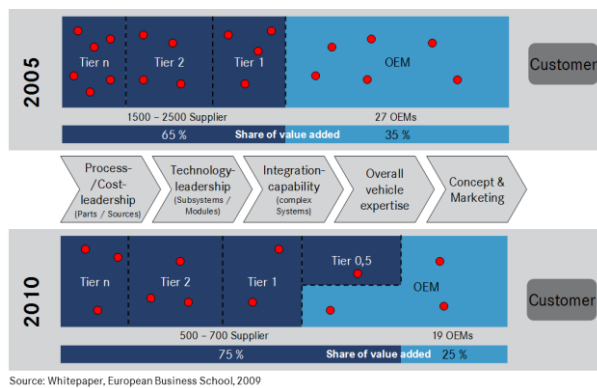 2005
Tier n
Tier 2
Tier 1
OEM
Customer
1500 – 2500 Supplier
27 OEMs
65 %
Share of value added
35 %
Process-
/Cost-
leadership
(Parts / Sources)
Technology-
leadership
(Subsystems /
Modules)
Integration-
capability
(complex
Systems)
Overall
vehicle
expertise
Concept &
Marketing
2010
Tier n
Tier 2
Tier 1
Tier 0,5
OEM
Customer
500 – 700 Supplier
19 OEMs
75 %
Share of value added
25 %
Source: Whitepaper, European Business School, 2009